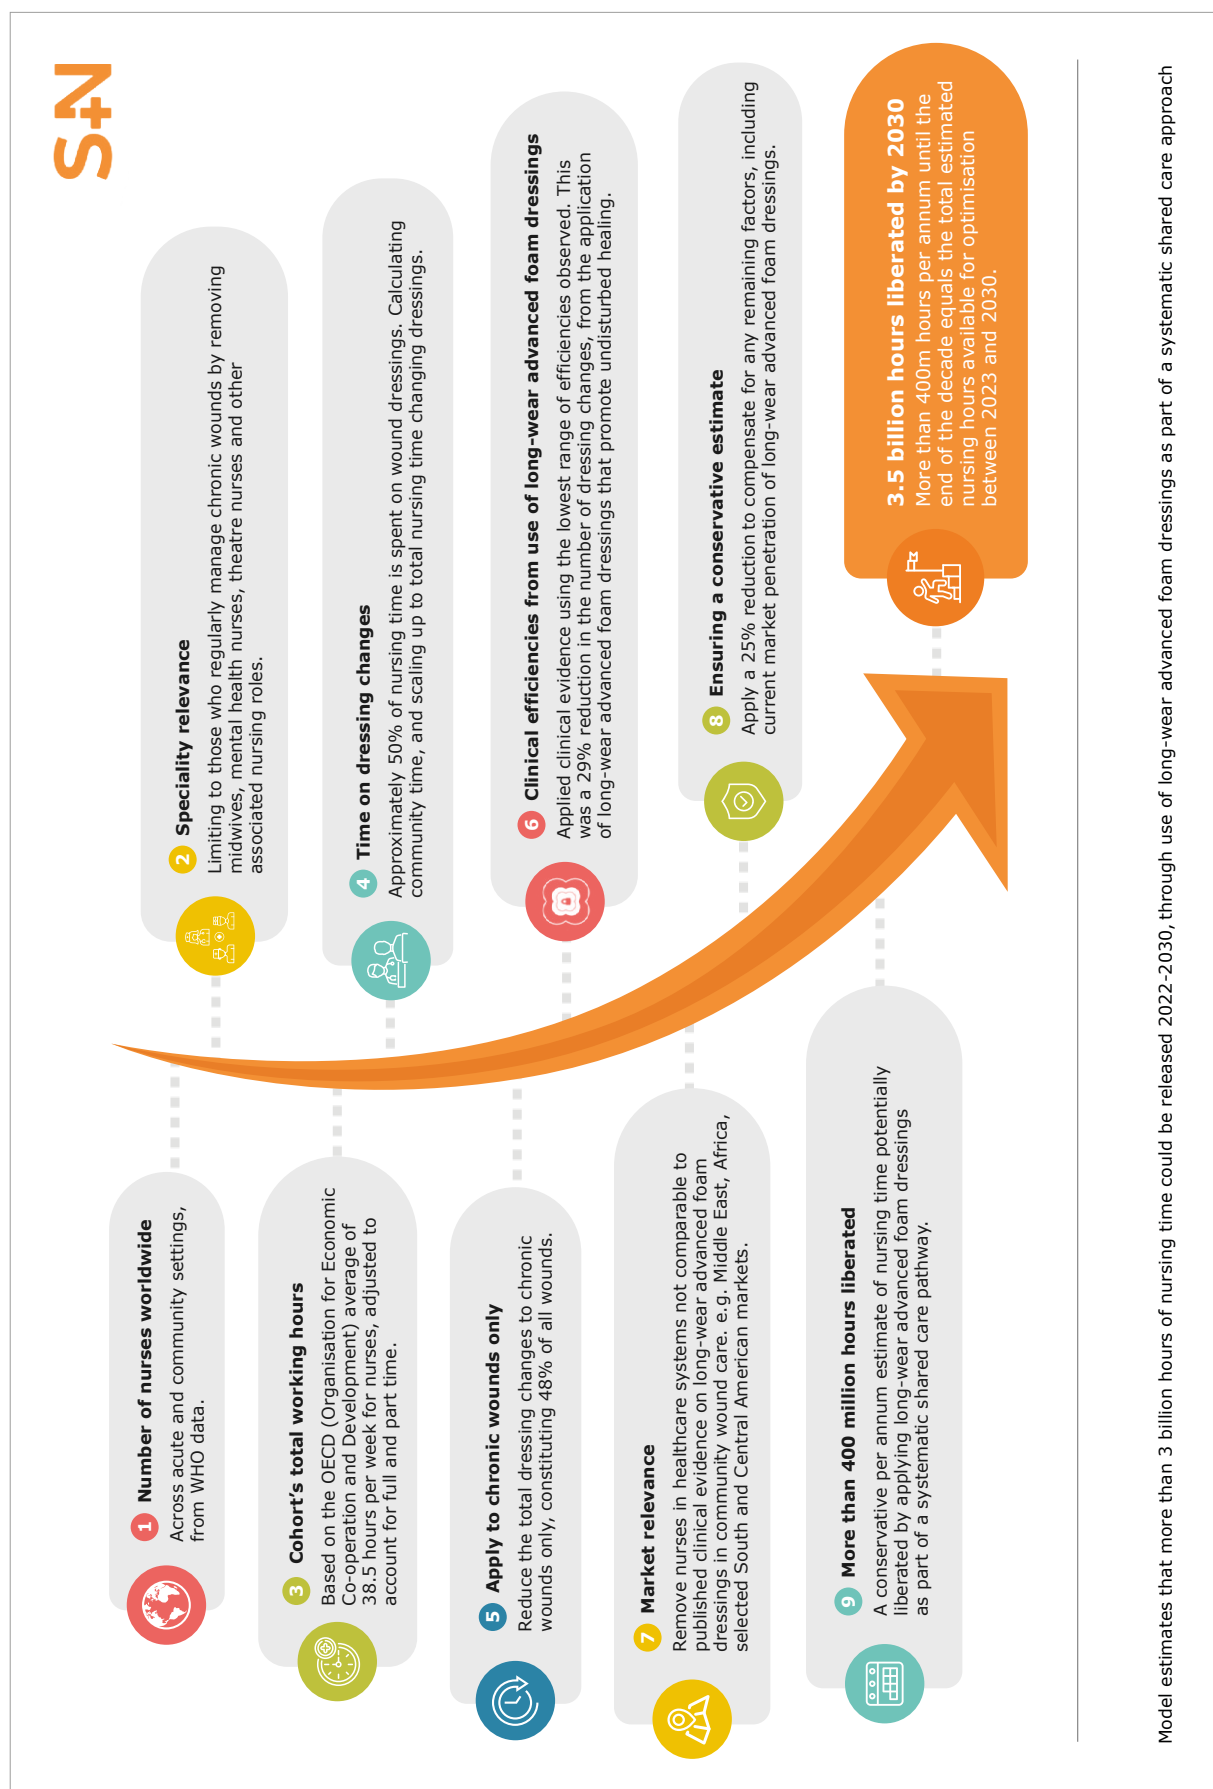 S+N
1 Number of nurses worldwide
Across acute and community settings,
from WHO data.
2 Speciality relevance
Limiting to those who regularly manage chronic wounds by removing
midwives, mental health nurses, theatre nurses and other
associated nursing roles.
3 Cohort’s total working hours
Based on the OECD (Organisation for Economic
Co-operation and Development) average of
38.5 hours per week for nurses, adjusted to
account for full and part time.
4 Time on dressing changes
Approximately 50% of nursing time is spent on wound dressings. Calculating
community time, and scaling up to total nursing time changing dressings.
5 Apply to chronic wounds only
Reduce the total dressing changes to chronic
wounds only, constituting 48% of all wounds.
6 Clinical efficiencies from use of long-wear advanced foam dressings
Applied clinical evidence using the lowest range of efficiencies observed. This
was a 29% reduction in the number of dressing changes, from the application
of long-wear advanced foam dressings that promote undisturbed healing.
7 Market relevance
Remove nurses in healthcare systems not comparable to
published clinical evidence on long-wear advanced foam
dressings in community wound care. e.g. Middle East, Africa,
selected South and Central American markets.
8 Ensuring a conservative estimate
Apply a 25% reduction to compensate for any remaining factors, including
current market penetration of long-wear advanced foam dressings.
9 More than 400 million hours liberated
A conservative per annum estimate of nursing time potentially
liberated by applying long-wear advanced foam dressings
as part of a systematic shared care pathway.
3.5 billion hours liberated by 2030
More than 400m hours per annum until the
end of the decade equals the total estimated
nursing hours available for optimisation
between 2023 and 2030.
Model estimates that more than 3 billion hours of nursing time could be released 2022-2030, through use of long-wear advanced foam dressings as part of a systematic shared care approach